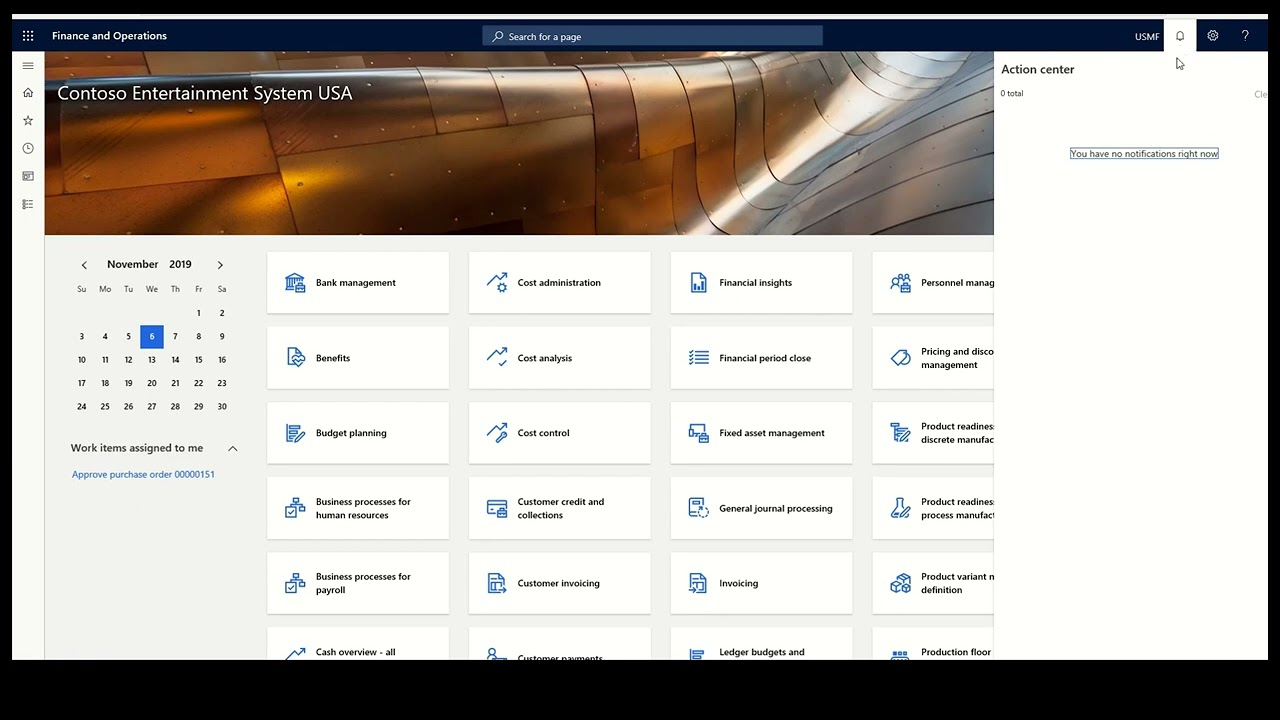 Finance and Operations
Search for a page
USMF
?
Contoso Entertainment System USA
Action center
0 total
Cle
You have no notifications right now
November 2019
Su Mo Tu We Th Fr Sa
1 2
3 4 5 6 7 8 9
10 11 12 13 14 15 16
17 18 19 20 21 22 23
24 25 26 27 28 29 30
Work items assigned to me
Approve purchase order 00000151
Bank management
Cost administration
Financial insights
Personnel manag
Benefits
Cost analysis
Financial period close
Pricing and disco
management
Budget planning
Cost control
Fixed asset management
Product readines
discrete manufac
Business processes for
human resources
Customer credit and
collections
General journal processing
Product readines
process manufact
Business processes for
payroll
Customer invoicing
Invoicing
Product variant m
definition
Cash overview - all
Customer payments
Ledger budgets and
Production floor